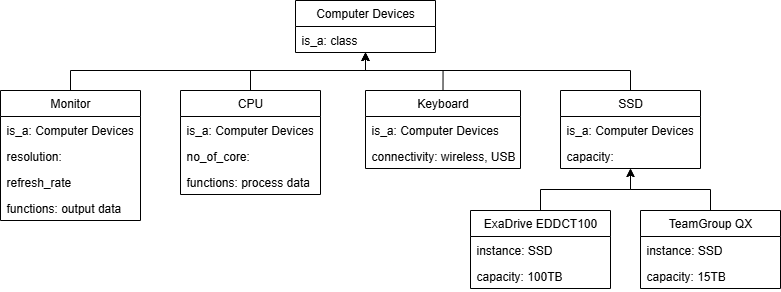 Computer Devices
is_a: class
Monitor
is_a: Computer Devices
resolution:
refresh_rate
functions: output data
CPU
is_a: Computer Devices
no_of_core:
functions: process data
Keyboard
is_a: Computer Devices
connectivity: wireless, USB
SSD
is_a: Computer Devices
capacity:
ExaDrive EDDCT100
instance: SSD
capacity: 100TB
TeamGroup QX
instance: SSD
capacity: 15TB